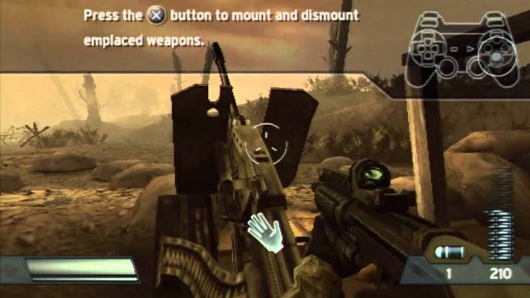 Press the ⓧ button to mount and dismount
emplaced weapons.
1 210